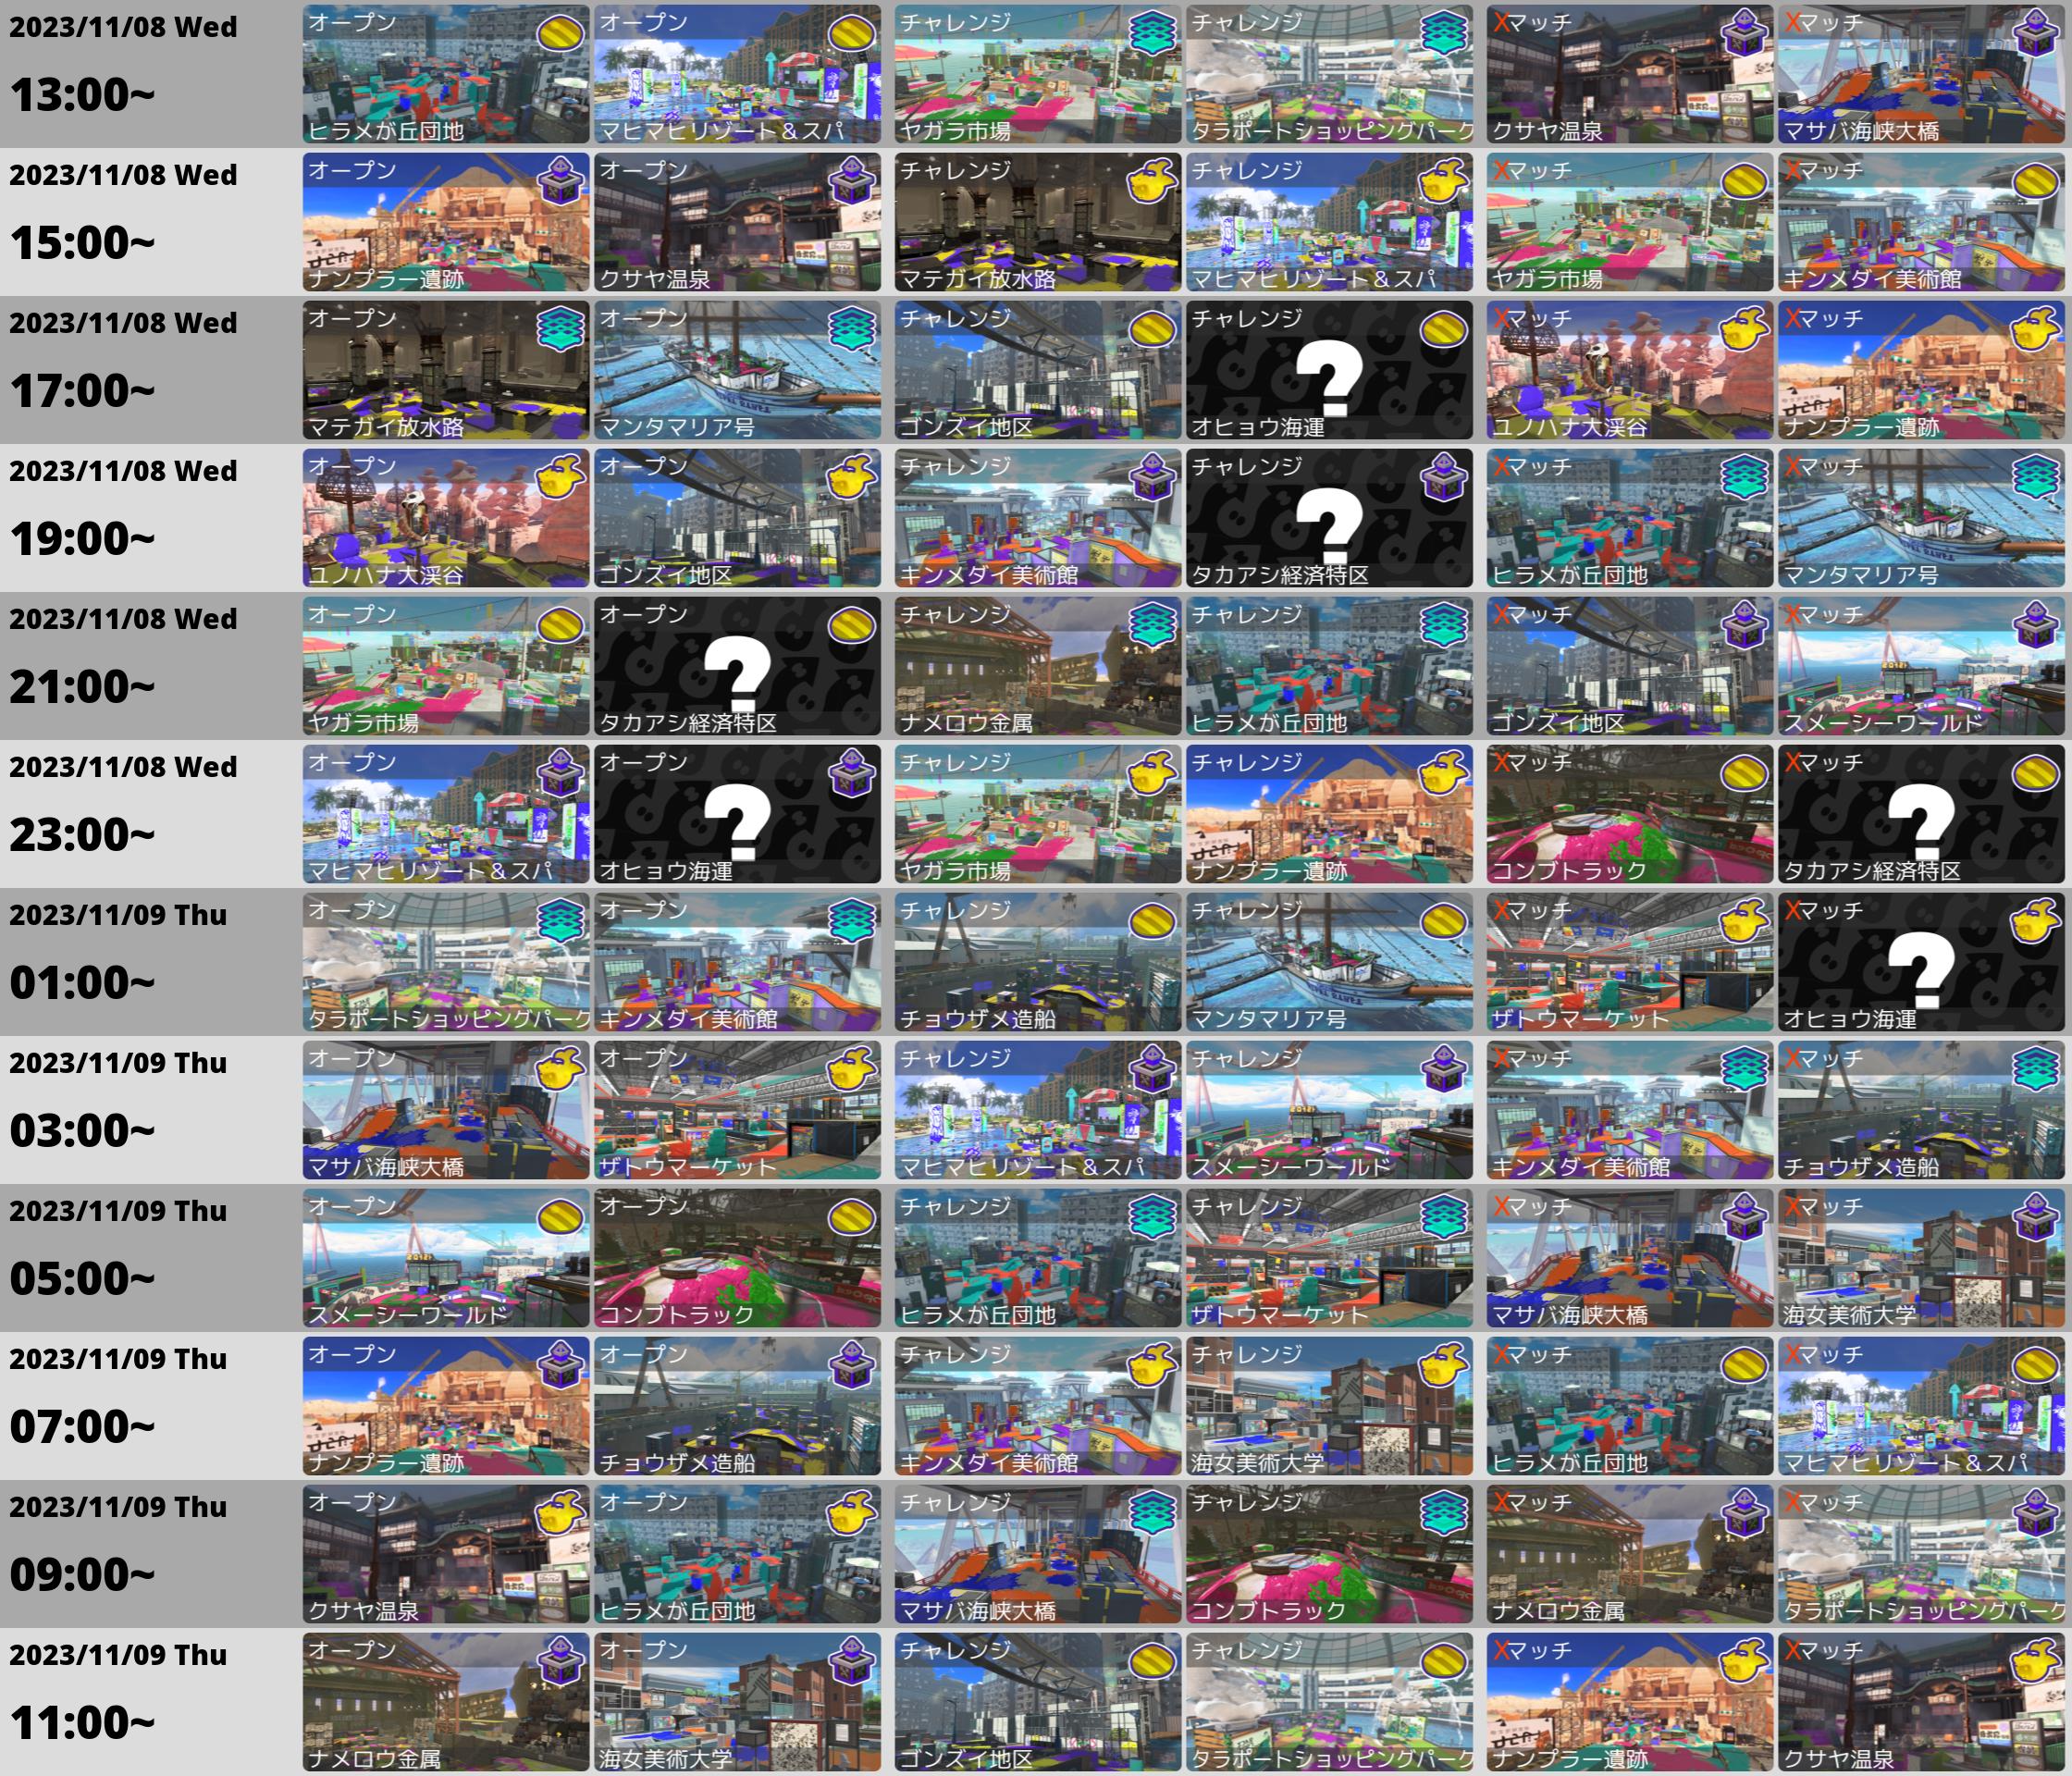 2023/11/08 Wed
13:00~
オープン
ヒラメが丘団地
オープン
マヒマヒリゾート＆スパ
チャレンジ
ヤガラ市場
チャレンジ
タラポートショッピングパーク
Xマッチ
クサヤ温泉
Xマッチ
マサバ海峡大橋
2023/11/08 Wed
15:00~
オープン
ナンプラー遺跡
オープン
クサヤ温泉
チャレンジ
マテガイ放水路
チャレンジ
マヒマヒリゾート＆スパ
Xマッチ
ヤガラ市場
Xマッチ
キンメダイ美術館
2023/11/08 Wed
17:00~
オープン
マテガイ放水路
オープン
マンタマリア号
チャレンジ
ゴンズイ地区
チャレンジ
?
オヒョウ海運
Xマッチ
ユノハナ大渓谷
Xマッチ
ナンプラー遺跡
2023/11/08 Wed
19:00~
オープン
ユノハナ大渓谷
オープン
ゴンズイ地区
チャレンジ
キンメダイ美術館
チャレンジ
?
タカアシ経済特区
Xマッチ
ヒラメが丘団地
Xマッチ
マンタマリア号
2023/11/08 Wed
21:00~
オープン
ヤガラ市場
オープン
?
タカアシ経済特区
チャレンジ
ナメロウ金属
チャレンジ
ヒラメが丘団地
Xマッチ
ゴンズイ地区
Xマッチ
スメーシーワールド
2023/11/08 Wed
23:00~
オープン
マヒマヒリゾート＆スパ
オープン
?
オヒョウ海運
チャレンジ
ヤガラ市場
チャレンジ
ナンプラー遺跡
Xマッチ
コンブトラック
Xマッチ
?
タカアシ経済特区
2023/11/09 Thu
01:00~
オープン
タラポートショッピングパーク
オープン
キンメダイ美術館
チャレンジ
チョウザメ造船
チャレンジ
マンタマリア号
Xマッチ
ザトウマーケット
Xマッチ
?
オヒョウ海運
2023/11/09 Thu
03:00~
オープン
マサバ海峡大橋
オープン
ザトウマーケット
チャレンジ
マヒマヒリゾート＆スパ
チャレンジ
スメーシーワールド
Xマッチ
キンメダイ美術館
Xマッチ
チョウザメ造船
2023/11/09 Thu
05:00~
オープン
スメーシーワールド
オープン
コンブトラック
チャレンジ
ヒラメが丘団地
チャレンジ
ザトウマーケット
Xマッチ
マサバ海峡大橋
Xマッチ
海女美術大学
2023/11/09 Thu
07:00~
オープン
ナンプラー遺跡
オープン
チョウザメ造船
チャレンジ
キンメダイ美術館
チャレンジ
海女美術大学
Xマッチ
ヒラメが丘団地
Xマッチ
マヒマヒリゾート＆スパ
2023/11/09 Thu
09:00~
オープン
クサヤ温泉
オープン
ヒラメが丘団地
チャレンジ
マサバ海峡大橋
チャレンジ
コンブトラック
Xマッチ
ナメロウ金属
Xマッチ
タラポートショッピングパーク
2023/11/09 Thu
11:00~
オープン
ナメロウ金属
オープン
海女美術大学
チャレンジ
ゴンズイ地区
チャレンジ
タラポートショッピングパーク
Xマッチ
ナンプラー遺跡
Xマッチ
クサヤ温泉